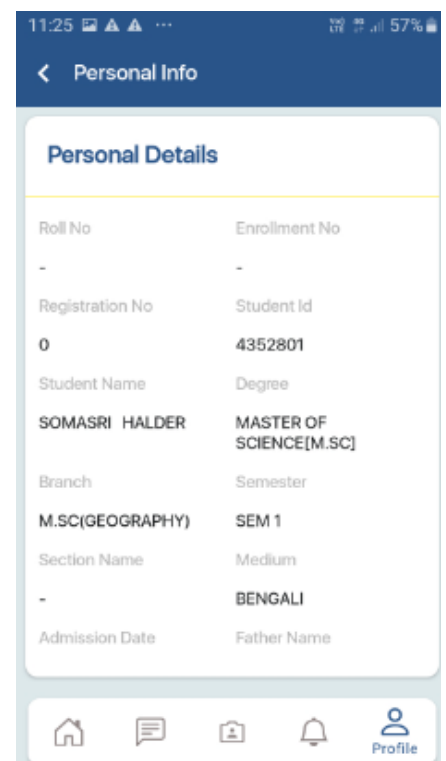 11:25 ... 57%
Personal Info
Personal Details
Roll No Enrollment No
- -
Registration No Student Id
0 4352801
Student Name Degree
SOMASRI HALDER MASTER OF
SCIENCE[M.SC]
Branch Semester
M.SC(GEOGRAPHY) SEM 1
Section Name Medium
- BENGALI
Admission Date Father Name
Profile